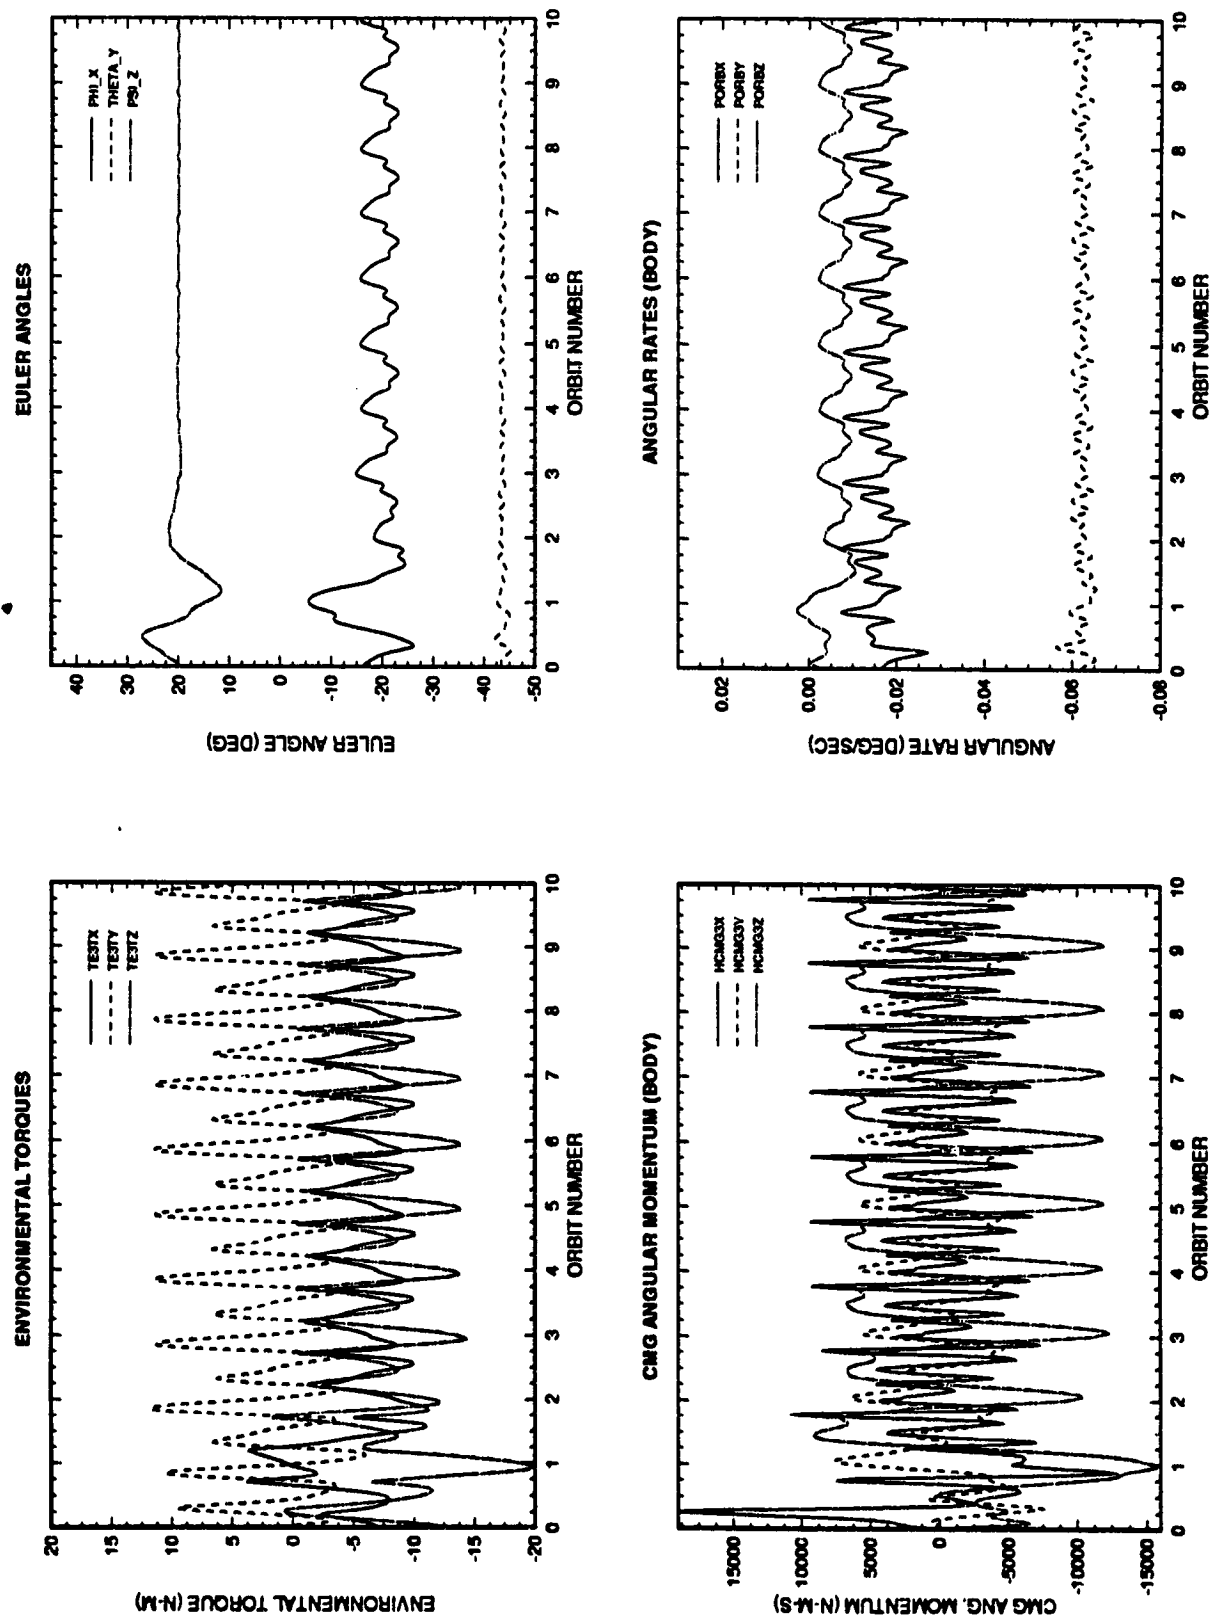 ENVIRONMENTAL TORQUES
TE3TX
TE3TY
TE3TZ
20
15
10
5
0
-5
-10
-15
-20
ENVIRONMENTAL TORQUE (N-M)
0 1 2 3 4 5 6 7 8 9 10
ORBIT NUMBER
EULER ANGLES
PHI_X
THETA_Y
PSI_Z
40
30
20
10
0
-10
-20
-30
-40
-50
EULER ANGLE (DEG)
0 1 2 3 4 5 6 7 8 9 10
ORBIT NUMBER
CMG ANGULAR MOMENTUM (BODY)
HCMG3X
HCMG3Y
HCMG3Z
15000
10000
5000
0
-5000
-10000
-15000
CMG ANG. MOMENTUM (N-M-S)
0 1 2 3 4 5 6 7 8 9 10
ORBIT NUMBER
ANGULAR RATES (BODY)
PORBX
PORBY
PORBZ
0.02
0.00
-0.02
-0.04
-0.06
-0.08
ANGULAR RATE (DEG/SEC)
0 1 2 3 4 5 6 7 8 9 10
ORBIT NUMBER